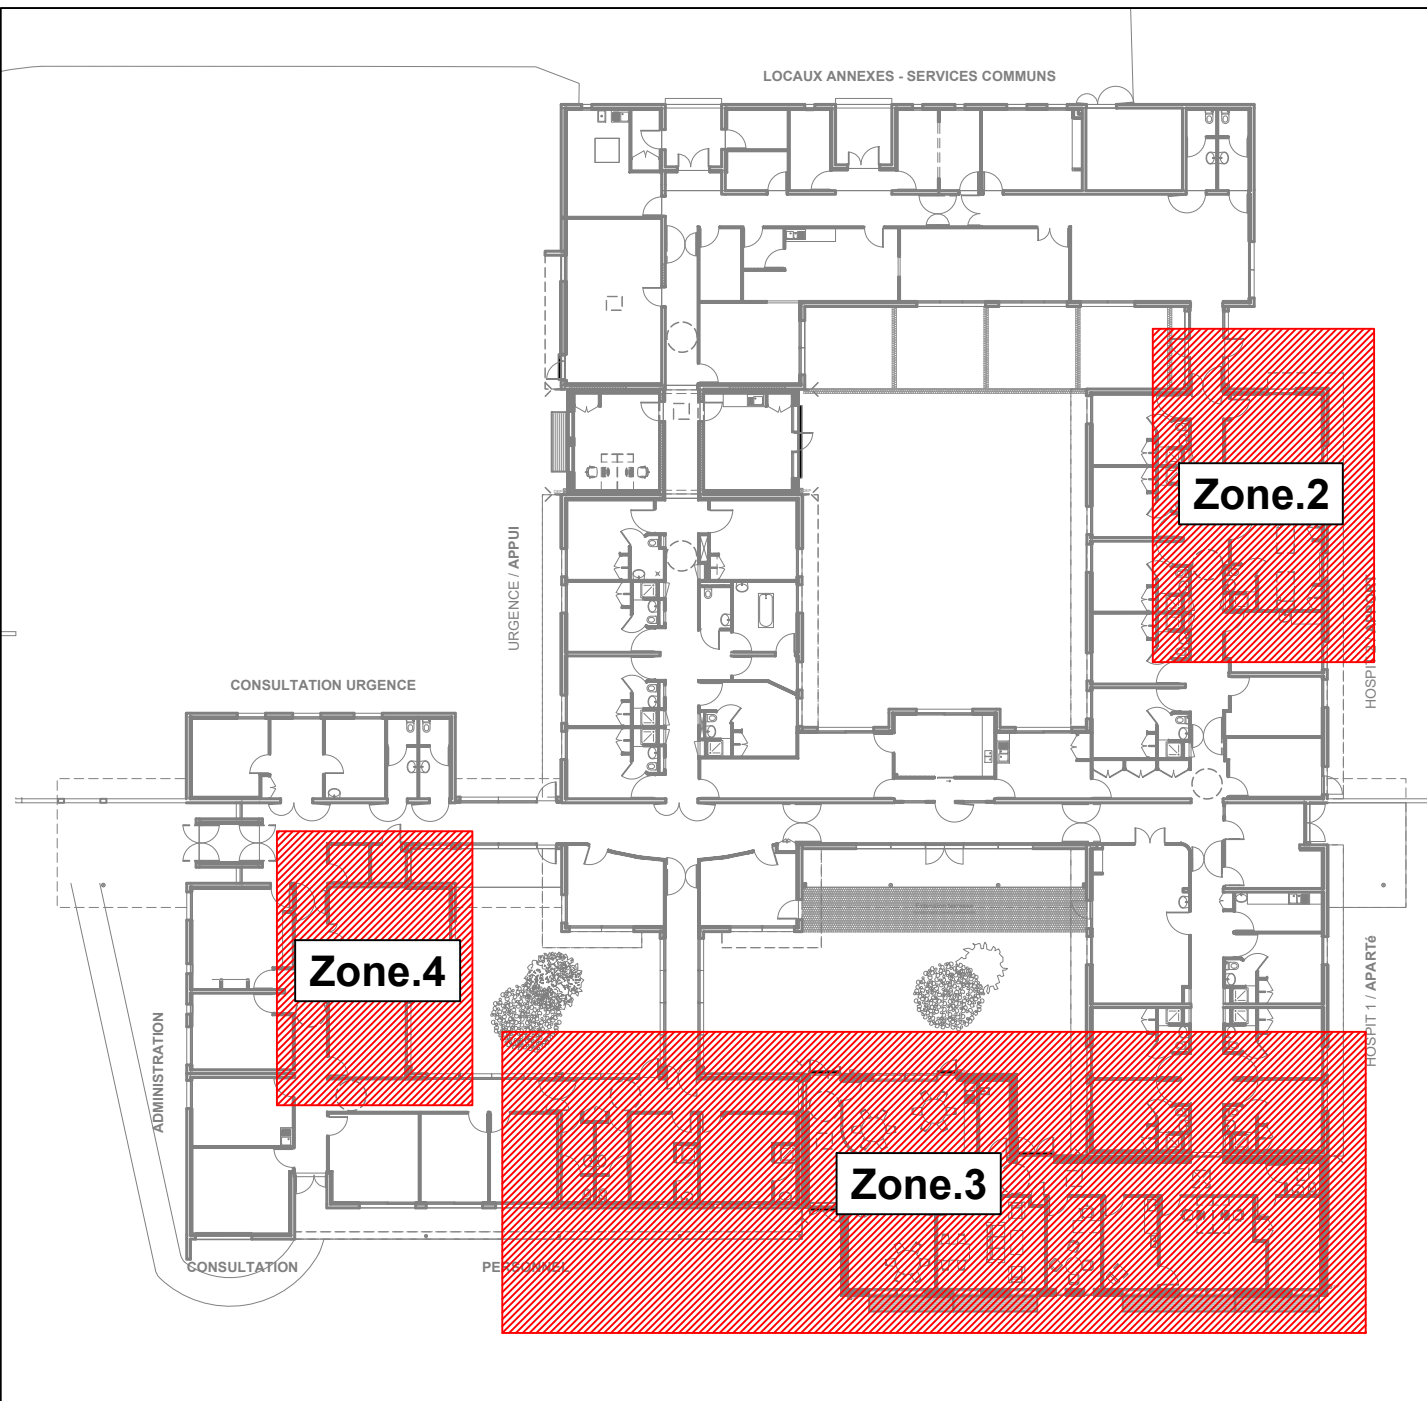 LOCAUX ANNEXES - SERVICES COMMUNS
Zone.2
URGENCE / APPUI
CONSULTATION URGENCE
Zone.4
ADMINISTRATION
HOSPIT 1 / APARTé
Zone.3
CONSULTATION
PERSONNEL